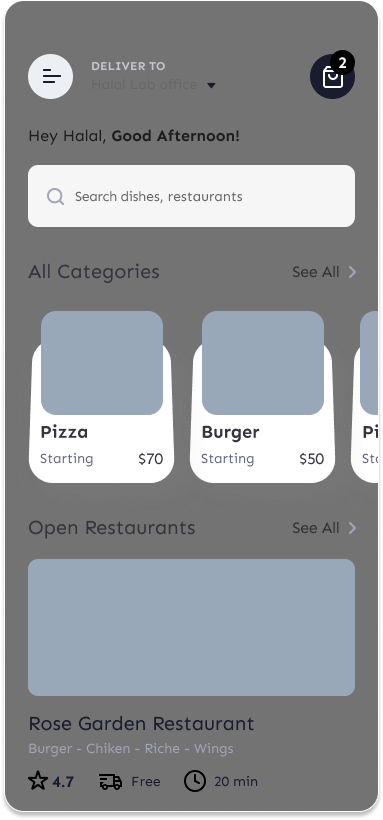 DELIVER TO
2
Halal Lab office
Hey Halal, Good Afternoon!
Search dishes, restaurants
All Categories
See All
Pizza
Starting
$70
Burger
Starting
$50
Pi
Sta
Open Restaurants
See All
Rose Garden Restaurant
Burger - Chiken - Riche - Wings
4.7
Free
20 min